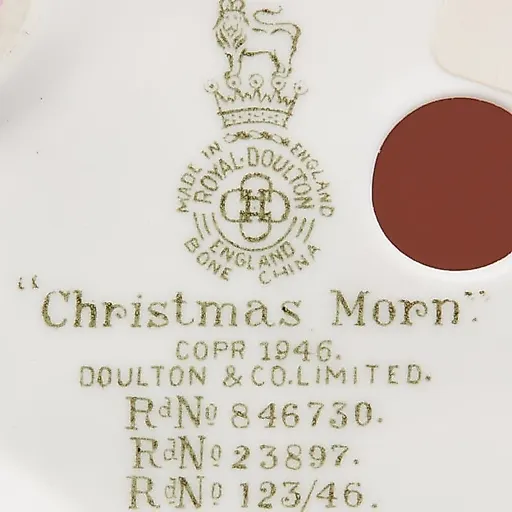 MADE IN ENGLAND
ROYAL·DOULTON
ENGLAND
BONE CHINA
"Christmas Morn".
COPR 1946.
DOULTON & CO. LIMITED.
RdNo 846730.
RdNo 23897.
RdNo 123/46.